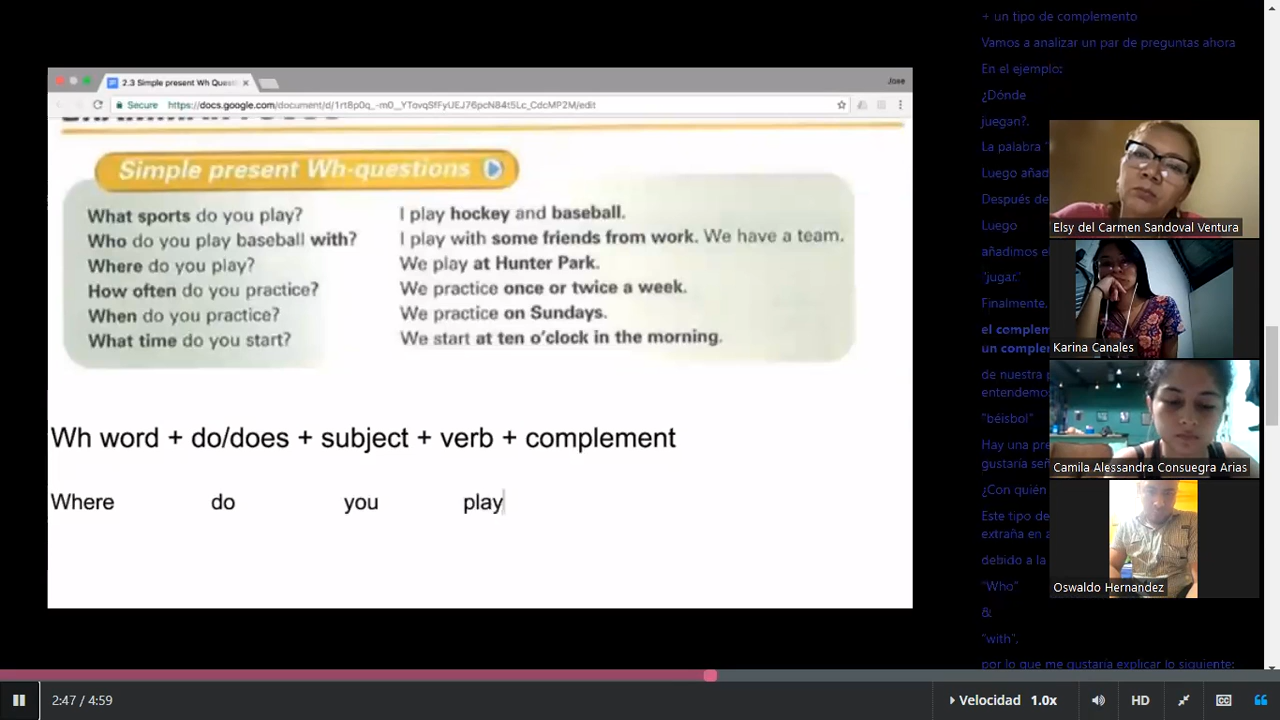 2.3 Simple present Wh Quest
Jose
Secure
https://docs.google.com/document/d/1rt8p0q_-m0__YTovqSfFyUEJ76pcN84t5Lc_CdcMP2M/edit
Simple present Wh-questions
What sports do you play? I play hockey and baseball.
Who do you play baseball with? I play with some friends from work. We have a team.
Where do you play? We play at Hunter Park.
How often do you practice? We practice once or twice a week.
When do you practice? We practice on Sundays.
What time do you start? We start at ten o'clock in the morning.
Wh word + do/does + subject + verb + complement
Where do you play
+ un tipo de complemento
Vamos a analizar un par de preguntas ahora
En el ejemplo:
¿Dónde
juegan?.
La palabra "
Luego añad
Después de
Luego
añadimos e
"jugar."
Finalmente,
el complem
un complem
de nuestra p
entendemos
"béisbol"
Hay una pre
gustaría señ
¿Con quién
Este tipo de
extraña en a
debido a la
"Who"
&
"with",
por lo que me gustaría explicar lo siguiente:
Elsy del Carmen Sandoval Ventura
Karina Canales
Camila Alessandra Consuegra Arias
Oswaldo Hernandez
2:47 / 4:59
Velocidad 1.0x
HD
CC